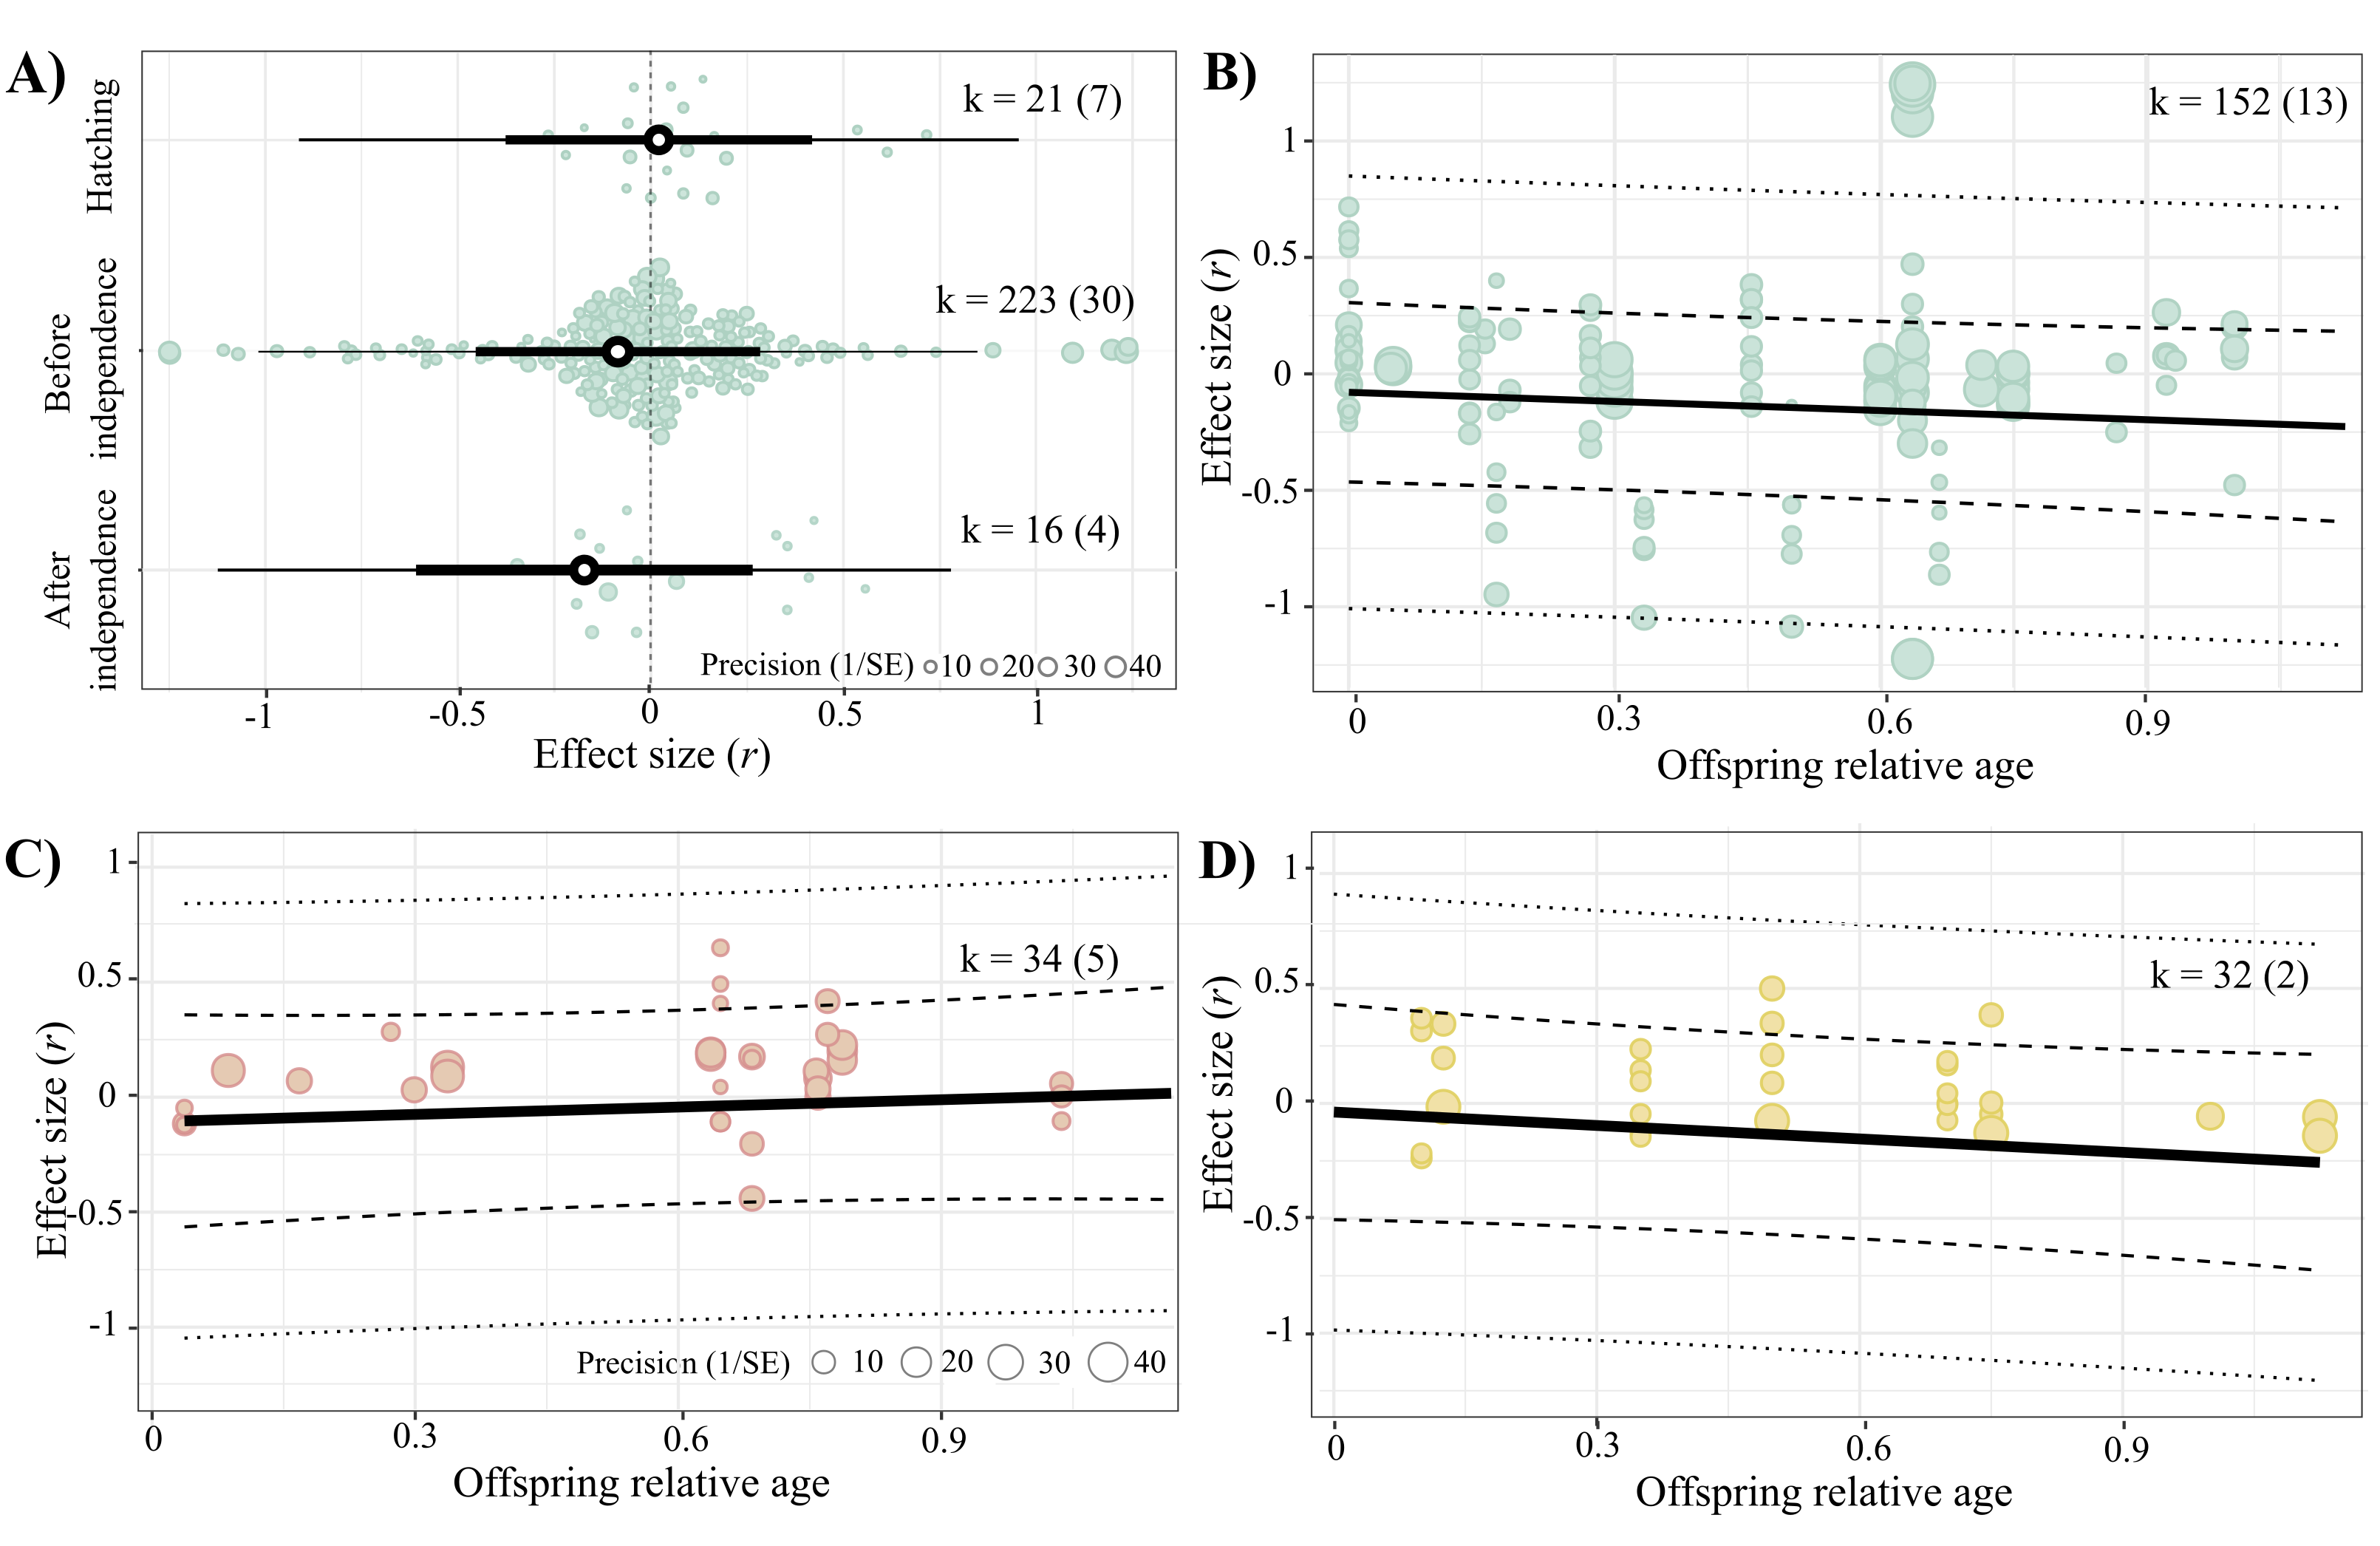 A)
Hatching
Before
independence
After
independence
k = 21 (7)
k = 223 (30)
k = 16 (4)
Precision (1/SE) 10 20 30 40
-1 -0.5 0 0.5 1
Effect size (r)
B)
Effect size (r)
1
0.5
0
-0.5
-1
k = 152 (13)
0 0.3 0.6 0.9
Offspring relative age
C)
Effect size (r)
1
0.5
0
-0.5
-1
k = 34 (5)
Precision (1/SE) 10 20 30 40
0 0.3 0.6 0.9
Offspring relative age
D)
Effect size (r)
1
0.5
0
-0.5
-1
k = 32 (2)
0 0.3 0.6 0.9
Offspring relative age